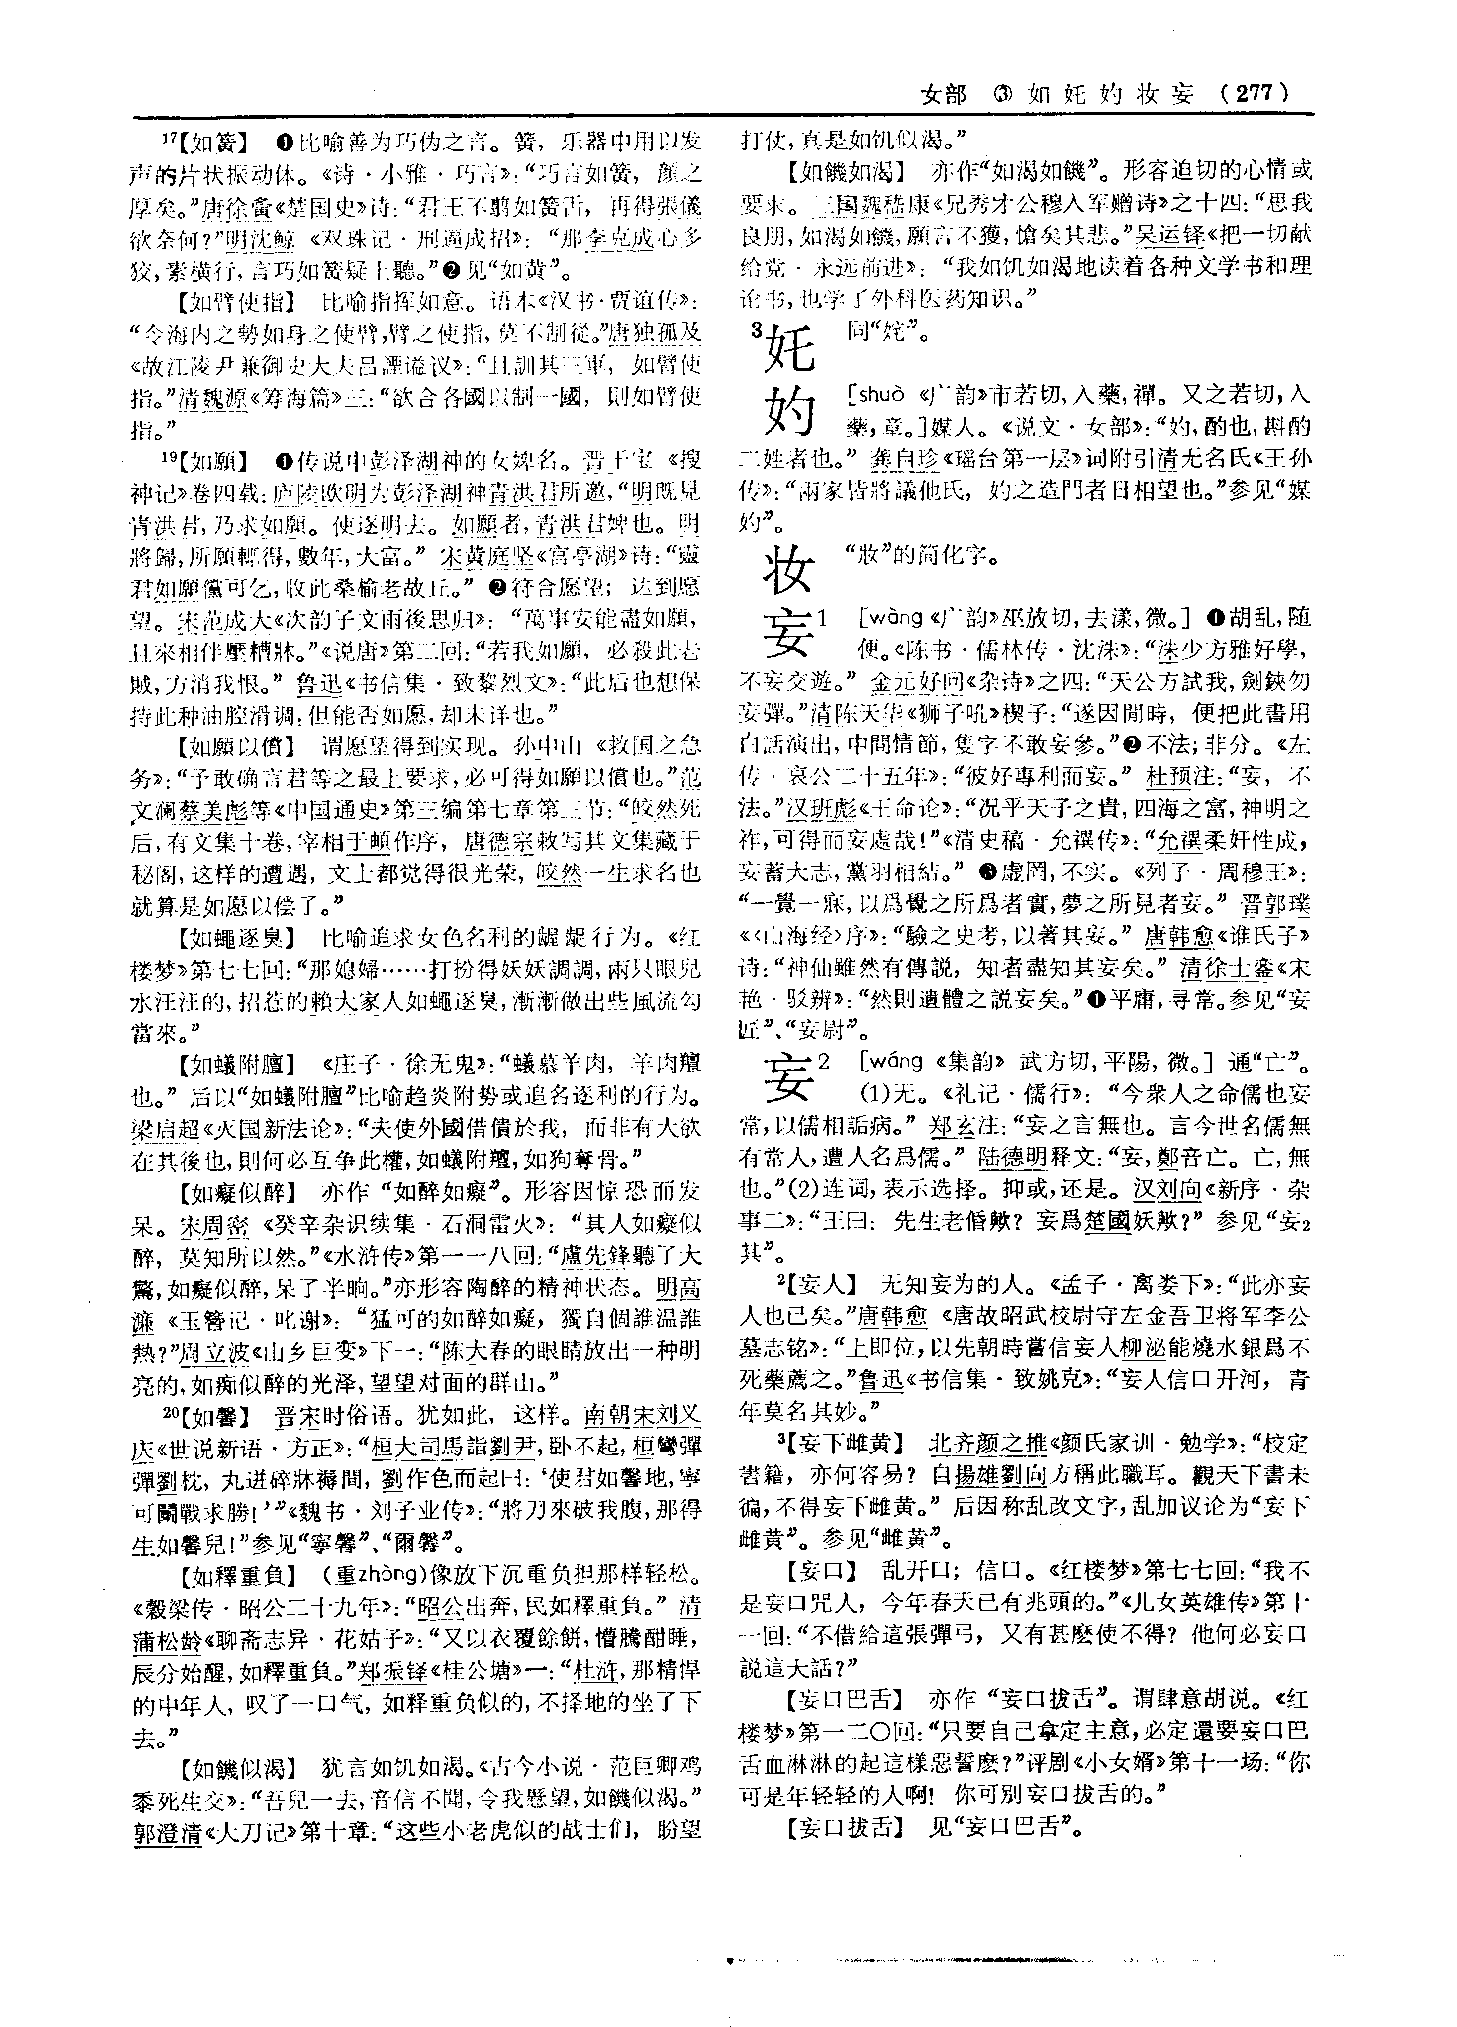 女部 ③ 如 奼 妁 妆 妄 (277)
¹⁷【如簧】 ❶比喻善为巧伪之言。簧，乐器中用以发
声的片状振动体。《诗·小雅·巧言》：“巧言如簧，颜之
厚矣。”唐徐夤《楚国史》诗：“君王不翦如簧舌，再得張儀
欲奈何？”明沈鲸《双珠记·刑逼成招》：“那李克成心多
狡，素横行，言巧如簧疑上聽。”❷见“如黄”。
【如臂使指】 比喻指挥如意。语本《汉书·贾谊传》：
“令海内之勢如身之使臂，臂之使指，莫不制從。”唐独孤及
《故江陵尹兼御史大夫吕諲谥议》：“且訓其三軍，如臂使
指。”清魏源《筹海篇》三：“欲合各國以制一國，則如臂使
指。”
¹⁹【如願】 ❶传说中彭泽湖神的女婢名。晋干宝《搜
神记》卷四载：庐陵欧明为彭泽湖神青洪君所邀，“明既見
青洪君，乃求如願。使逐明去。如願者，青洪君婢也。明
將歸，所願輒得，數年，大富。” 宋黄庭坚《宫亭湖》诗：“靈
君如願儻可乞，收此桑榆老故丘。” ❷符合愿望；达到愿
望。宋范成大《次韵子文雨後思归》：“萬事安能盡如願，
且來相伴壓糟牀。”《说唐》第二回：“若我如願，必殺此老
賊，方消我恨。” 鲁迅《书信集·致黎烈文》：“此后也想保
持此种油腔滑调；但能否如愿，却未详也。”
【如願以償】 谓愿望得到实现。孙中山《救国之急
务》：“予敢确言君等之最上要求，必可得如願以償也。”范
文澜蔡美彪等《中国通史》第三编第七章第二节：“皎然死
后，有文集十卷，宰相于頔作序，唐德宗敕写其文集藏于
秘阁，这样的遭遇，文士都觉得很光荣，皎然一生求名也
就算是如愿以偿了。”
【如蠅逐臭】 比喻追求女色名利的龌龊行为。《红
楼梦》第七七回：“那媳婦……打扮得妖妖調調，兩只眼兒
水汪汪的，招惹的賴大家人如蠅逐臭，漸漸做出些風流勾
當來。”
【如蟻附膻】 《庄子·徐无鬼》：“蟻慕羊肉，羊肉羶
也。” 后以“如蟻附膻”比喻趋炎附势或追名逐利的行为。
梁启超《灭国新法论》：“夫使外國借債於我，而非有大欲
在其後也，則何必互争此權，如蟻附羶，如狗奪骨。”
【如癡似醉】 亦作 “如醉如癡”。形容因惊恐而发
呆。宋周密《癸辛杂识续集·石洞雷火》：“其人如癡似
醉，莫知所以然。”《水浒传》第一一八回：“盧先鋒聽了大
驚，如癡似醉，呆了半晌。”亦形容陶醉的精神状态。明高
濂《玉簪记·叱谢》：“猛可的如醉如癡，獨自個誰温誰
熱？”周立波《山乡巨变》下一：“陈大春的眼睛放出一种明
亮的，如痴似醉的光泽，望望对面的群山。”
²⁰【如馨】 晋宋时俗语。犹如此，这样。南朝宋刘义
庆《世说新语·方正》：“桓大司馬詣劉尹，卧不起，桓彎彈
彈劉枕，丸迸碎牀褥間，劉作色而起曰：‘使君如馨地，寧
可鬭戰求勝！’”《魏书·刘子业传》：“將刀來破我腹，那得
生如馨兒！”参见“寧馨”、“爾馨”。
【如釋重負】 （重zhòng）像放下沉重负担那样轻松。
《穀梁传·昭公二十九年》：“昭公出奔，民如釋重負。” 清
蒲松龄《聊斋志异·花姑子》：“又以衣覆餘餅，懵騰酣睡，
辰分始醒，如釋重負。”郑振铎《桂公塘》一：“杜浒，那精悍
的中年人，叹了一口气，如释重负似的，不择地的坐了下
去。”
【如饑似渴】 犹言如饥如渴。《古今小说·范巨卿鸡
黍死生交》：“吾兒一去，音信不聞，令我懸望，如饑似渴。”
郭澄清《大刀记》第十章：“这些小老虎似的战士们，盼望
打仗，真是如饥似渴。”
【如饑如渴】 亦作“如渴如饑”。形容迫切的心情或
要求。三国魏嵇康《兄秀才公穆入军赠诗》之十四：“思我
良朋，如渴如饑，願言不獲，愴矣其悲。”吴运铎《把一切献
给党·永远前进》：“我如饥如渴地读着各种文学书和理
论书，也学了外科医药知识。”
³奼 同“姹”。
妁 ［shuò 《广韵》市若切，入藥，禪。又之若切，入
藥，章。］媒人。《说文·女部》：“妁，酌也，斟酌
二姓者也。” 龚自珍《瑶台第一层》词附引清无名氏《王孙
传》：“兩家皆將議他氏，妁之造門者日相望也。”参见“媒
妁”。
妆 “妝”的简化字。
妄1 ［wàng 《广韵》巫放切，去漾，微。］ ❶胡乱，随
便。《陈书·儒林传·沈洙》：“洙少方雅好學，
不妄交遊。” 金元好问《杂诗》之四：“天公方試我，劍鋏勿
妄彈。”清陈天华《狮子吼》楔子：“遂因閒時，便把此書用
白話演出，中間情節，隻字不敢妄參。”❷不法；非分。《左
传·哀公二十五年》：“彼好專利而妄。” 杜预注：“妄，不
法。”汉班彪《王命论》：“况乎天子之貴，四海之富，神明之
祚，可得而妄處哉！”《清史稿·允禩传》：“允禩柔奸性成，
妄蓄大志，黨羽相結。” ❸虚罔，不实。《列子·周穆王》：
“一覺一寐，以爲覺之所爲者實，夢之所見者妄。” 晋郭璞
《〈山海经〉序》：“驗之史考，以著其妄。” 唐韩愈《谁氏子》
诗：“神仙雖然有傳説，知者盡知其妄矣。” 清徐士銮《宋
艳·驳辨》：“然則遺體之説妄矣。”❹平庸，寻常。参见“妄
匠”、“妄尉”。
妄2 ［wáng 《集韵》 武方切，平陽，微。］ 通“亡”。
(1)无。《礼记·儒行》：“今衆人之命儒也妄
常，以儒相詬病。” 郑玄注：“妄之言無也。言今世名儒無
有常人，遭人名爲儒。” 陆德明释文：“妄，鄭音亡。亡，無
也。”(2)连词，表示选择。抑或，还是。汉刘向《新序·杂
事二》：“王曰：先生老惛歟？妄爲楚國妖歟？” 参见“妄2
其”。
²【妄人】 无知妄为的人。《孟子·离娄下》：“此亦妄
人也已矣。”唐韩愈《唐故昭武校尉守左金吾卫将军李公
墓志铭》：“上即位，以先朝時嘗信妄人柳泌能燒水銀爲不
死藥薦之。”鲁迅《书信集·致姚克》：“妄人信口开河，青
年莫名其妙。”
³【妄下雌黄】 北齐颜之推《颜氏家训·勉学》：“校定
書籍，亦何容易？自揚雄劉向方稱此職耳。觀天下書未
徧，不得妄下雌黄。” 后因称乱改文字，乱加议论为“妄下
雌黄”。参见“雌黄”。
【妄口】 乱开口；信口。《红楼梦》第七七回：“我不
是妄口咒人，今年春天已有兆頭的。”《儿女英雄传》第十
一回：“不借給這張彈弓，又有甚麽使不得？他何必妄口
説這大話？”
【妄口巴舌】 亦作 “妄口拔舌”。谓肆意胡说。《红
楼梦》第一二〇回：“只要自己拿定主意，必定還要妄口巴
舌血淋淋的起這樣惡誓麽？”评剧《小女婿》第十一场：“你
可是年轻轻的人啊！你可别妄口拔舌的。”
【妄口拔舌】 见“妄口巴舌”。